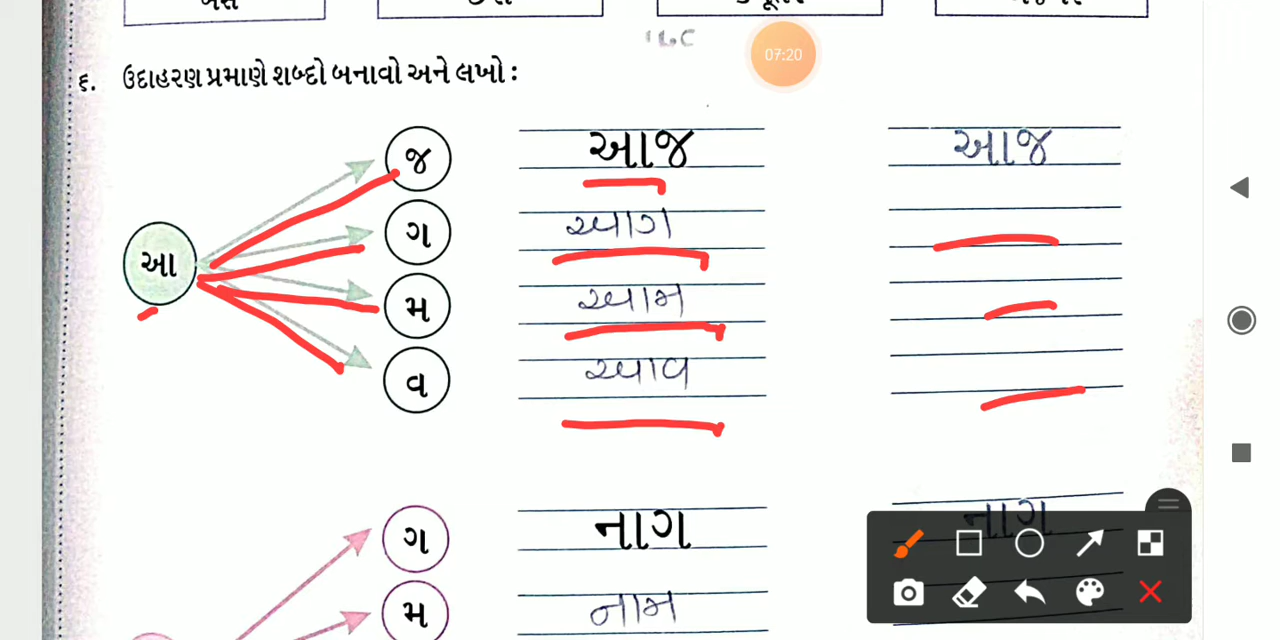 07:20
૬. ઉદાહરણ પ્રમાણે શબ્દો બનાવો અને લખો :
આ
જ આજ આજ
ગ આગ
મ આમ
વ આવ
ગ નાગ નાગ
મ નામ